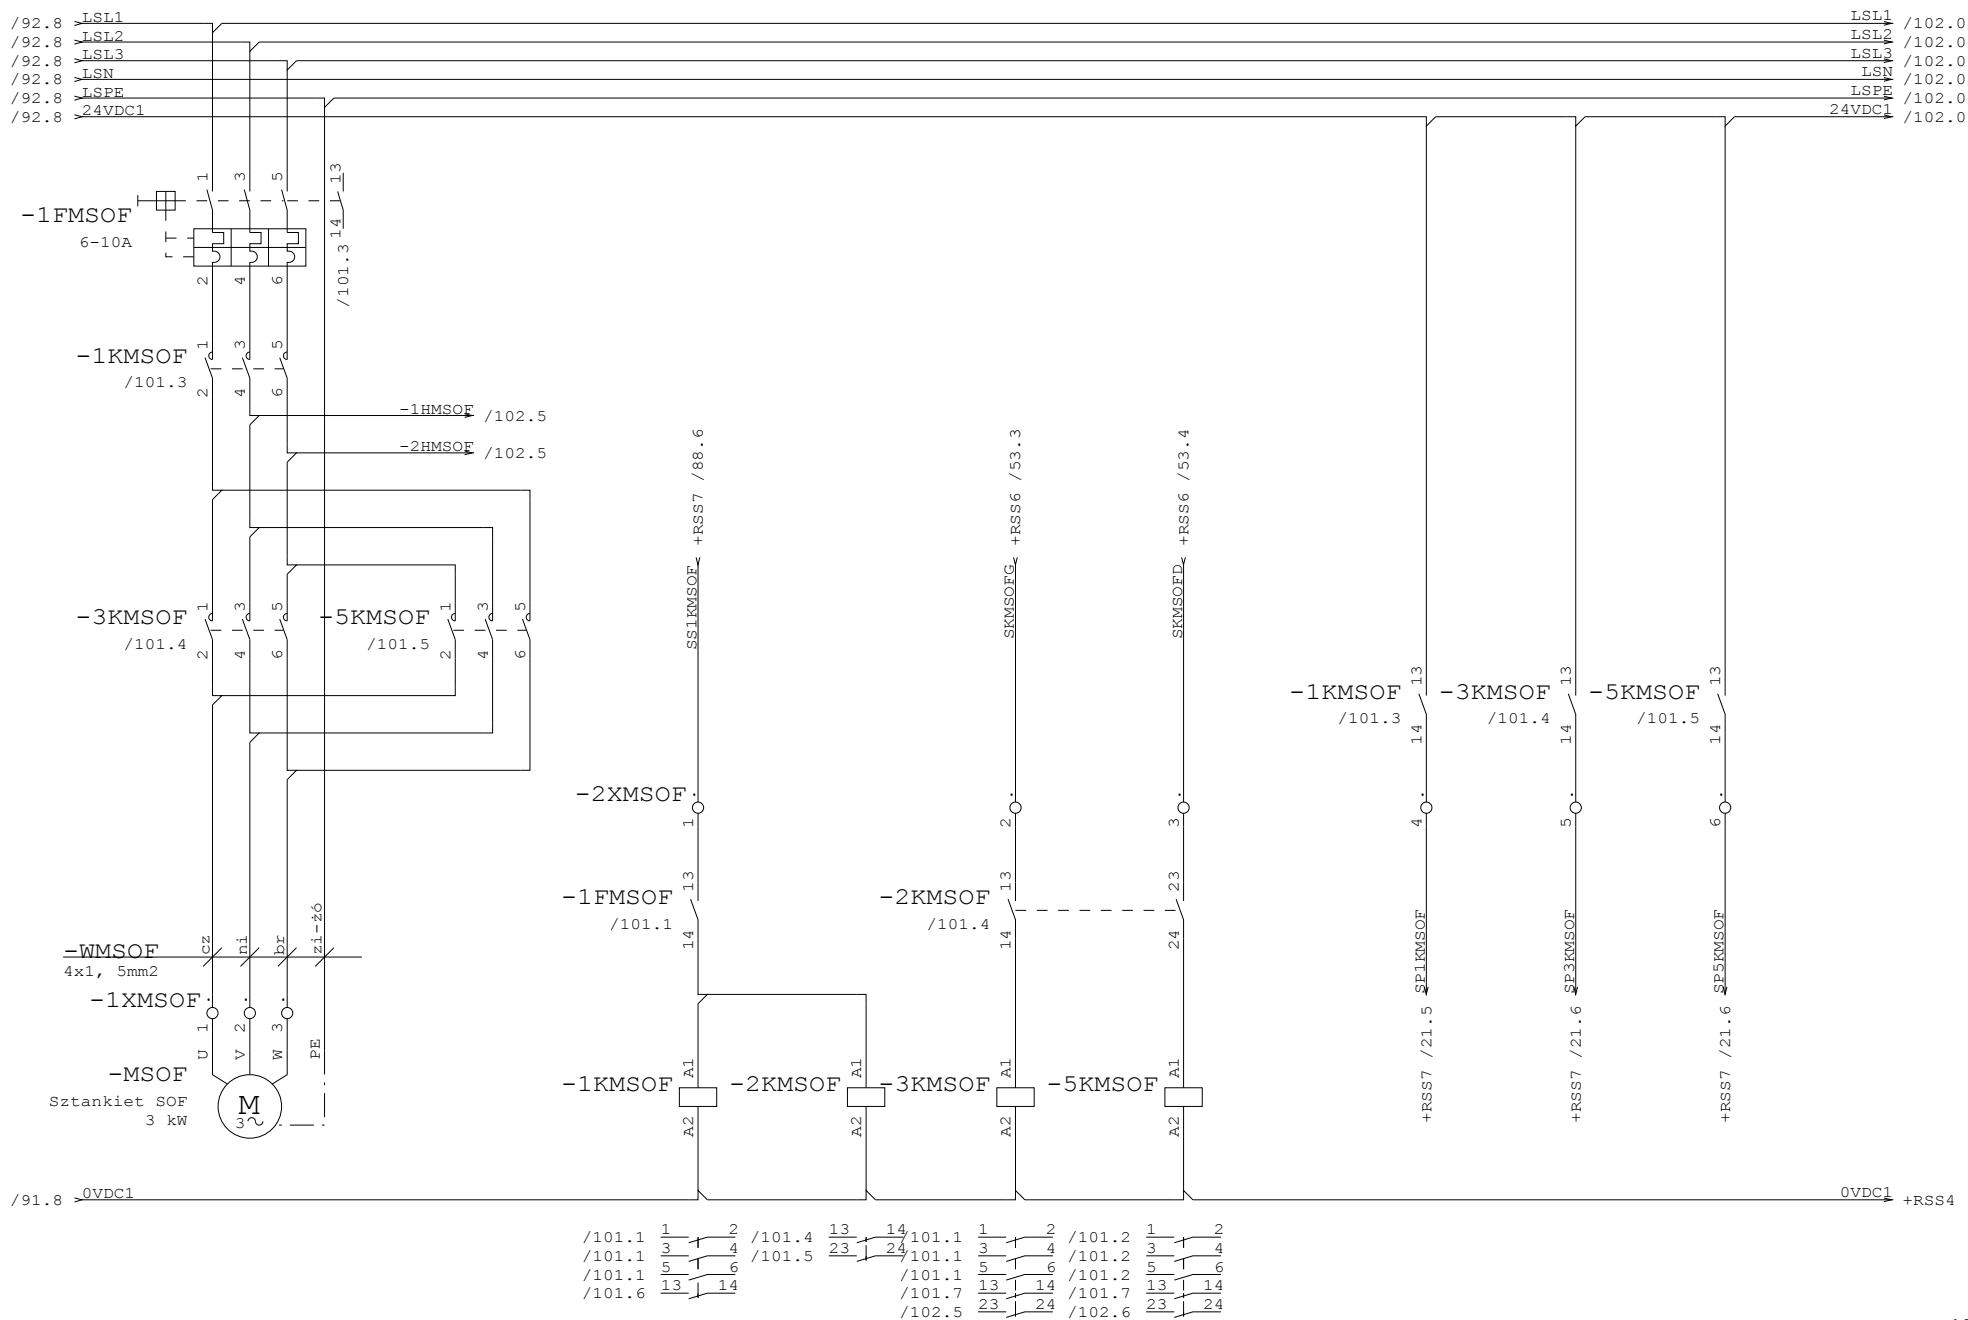 /92.8 LSL1 LSL1 /102.0
/92.8 LSL2 LSL2 /102.0
/92.8 LSL3 LSL3 /102.0
/92.8 LSN LSN /102.0
/92.8 LSPE LSPE /102.0
/92.8 24VDC1 24VDC1 /102.0
1 3 5 13
-1FMSOF
6-10A
14
2 4 6
/101.3
1 3 5
-1KMSOF
/101.3
2 4 6
-1HMSOF /102.5
-2HMSOF /102.5
+RSS7 /88.6
+RSS6 /53.3
+RSS6 /53.4
SS1KMSOF
SKMSOFG
SKMSOFD
1 3 5 1 3 5
-3KMSOF -5KMSOF
/101.4 /101.5
2 4 6 2 4 6
13 13 13
-1KMSOF -3KMSOF -5KMSOF
/101.3 /101.4 /101.5
14 14 14
-2XMSOF
1 2 3 4 5 6
13 13 23
-1FMSOF -2KMSOF
/101.1 /101.4
14 14 24
cz ni br zi-żó
-WMSOF
4x1, 5mm2
SP1KMSOF
SP3KMSOF
SP5KMSOF
-1XMSOF
1 2 3
U V W PE
+RSS7 /21.5
+RSS7 /21.6
+RSS7 /21.6
A1 A1 A1 A1
-MSOF
-1KMSOF -2KMSOF -3KMSOF -5KMSOF
Sztankiet SOF
3 kW
M
3~
A2 A2 A2 A2
/91.8 0VDC1 0VDC1 +RSS4
/101.1 1 2 /101.4 13 14 /101.1 1 2 /101.2 1 2
/101.1 3 4 /101.5 23 24 /101.1 3 4 /101.2 3 4
/101.1 5 6 /101.1 5 6 /101.2 5 6
/101.6 13 14 /101.7 13 14 /101.7 13 14
/102.5 23 24 /102.6 23 24